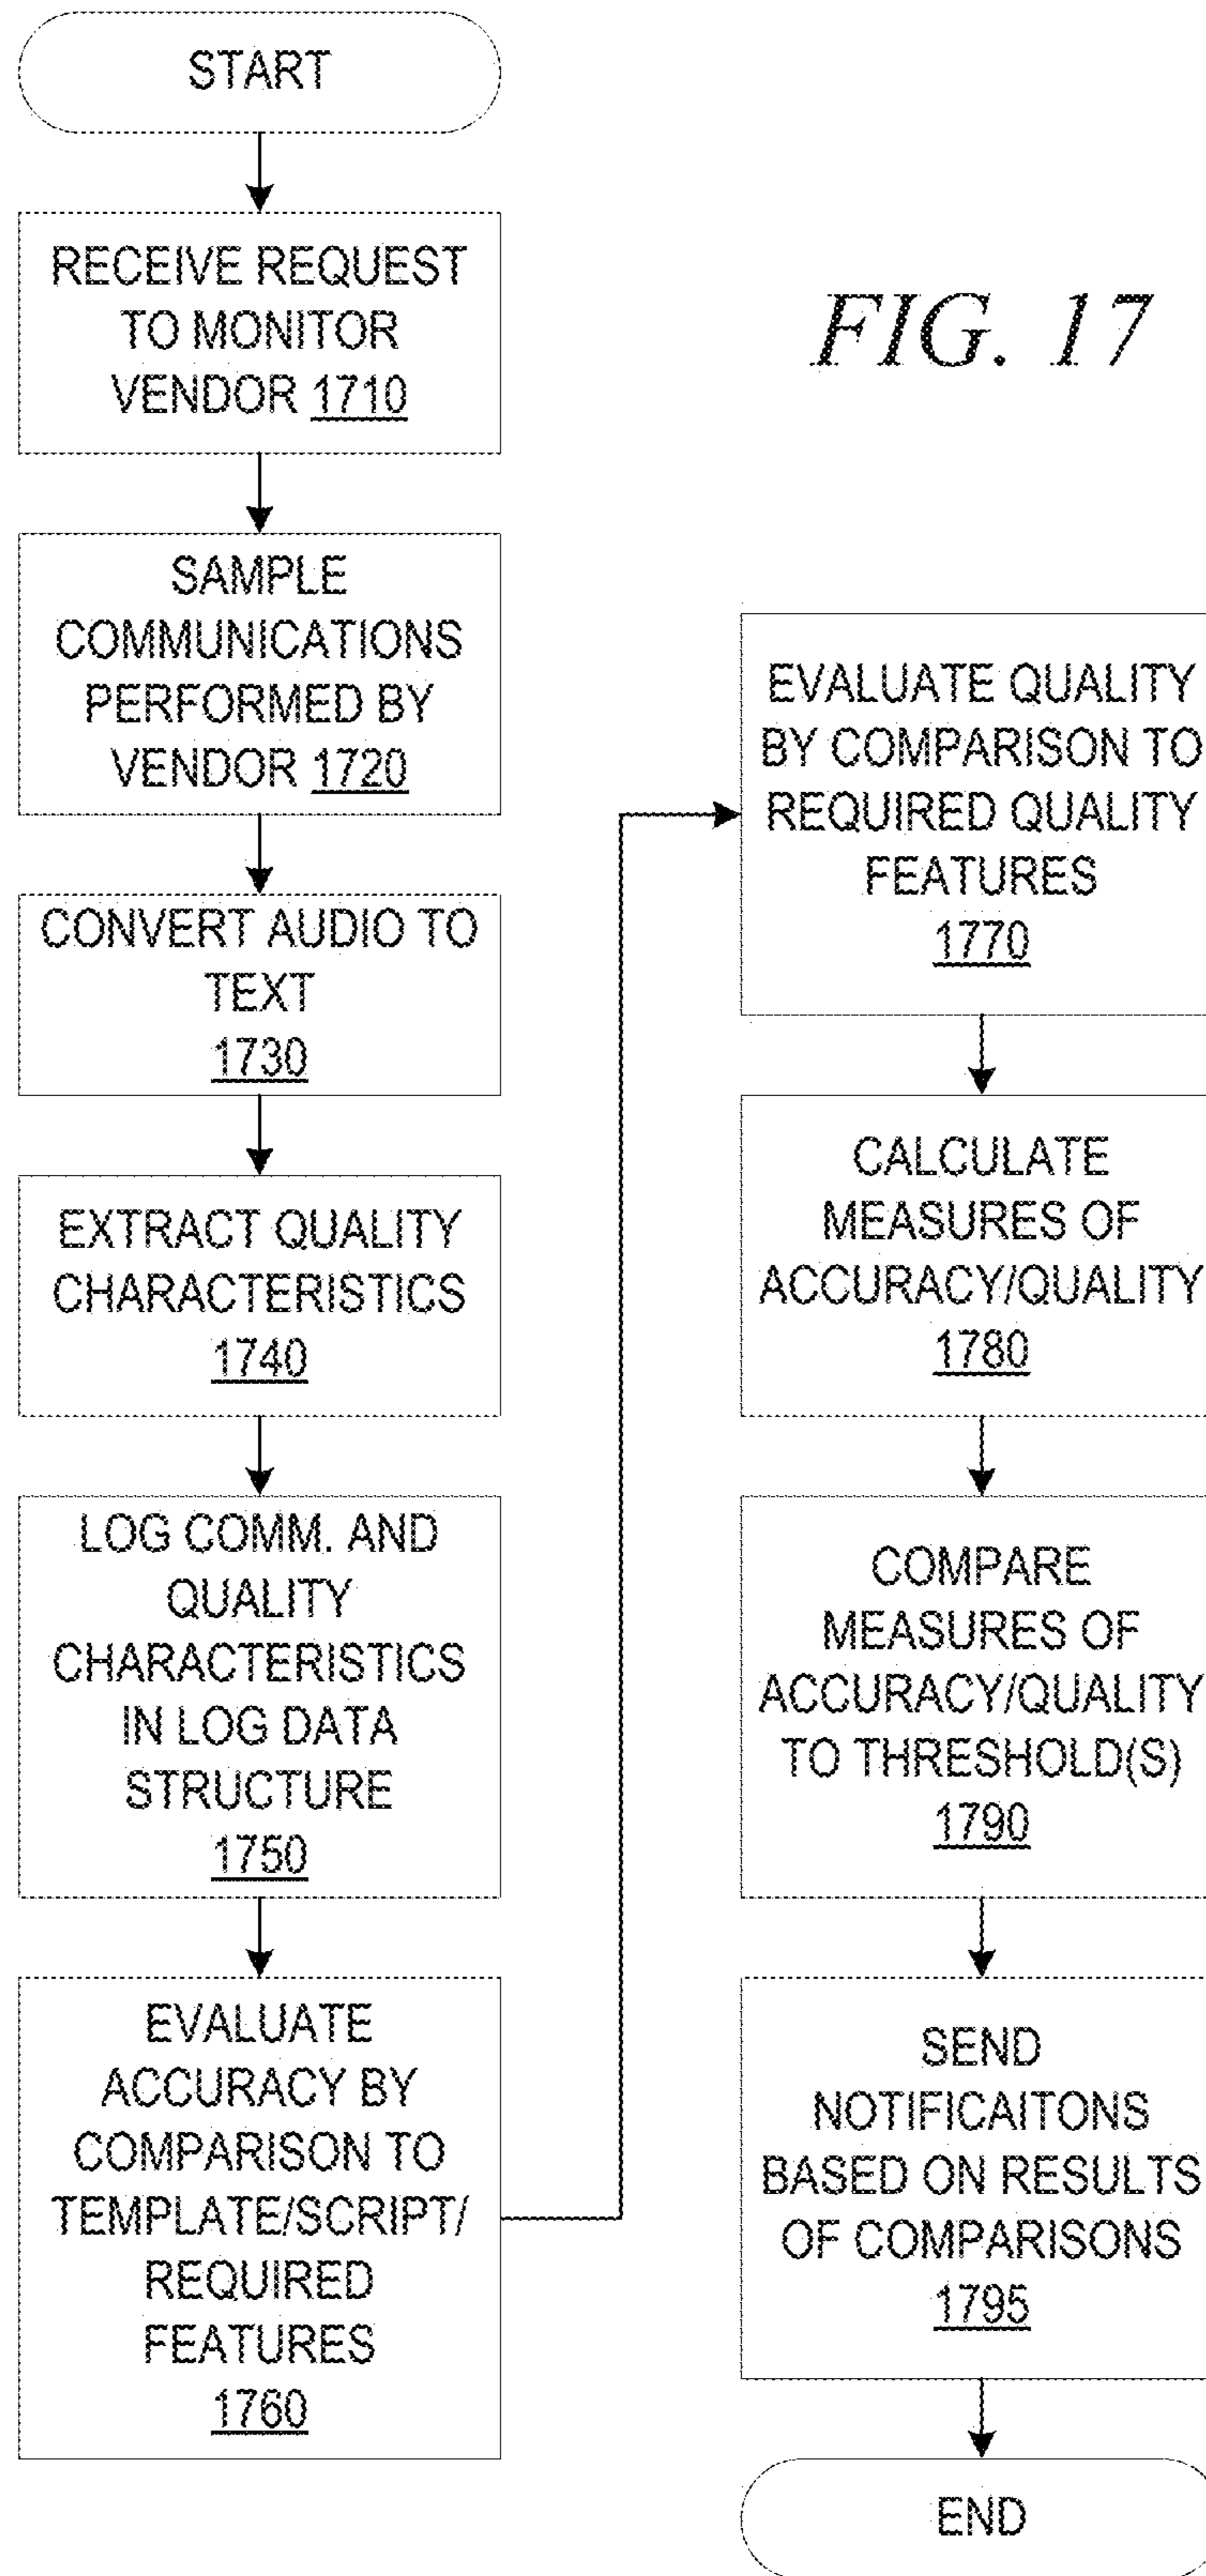 START
RECEIVE REQUEST
TO MONITOR
VENDOR 1710
SAMPLE
COMMUNICATIONS
PERFORMED BY
VENDOR 1720
CONVERT AUDIO TO
TEXT
1730
EXTRACT QUALITY
CHARACTERISTICS
1740
LOG COMM. AND
QUALITY
CHARACTERISTICS
IN LOG DATA
STRUCTURE
1750
EVALUATE
ACCURACY BY
COMPARISON TO
TEMPLATE/SCRIPT/
REQUIRED
FEATURES
1760
FIG. 17
EVALUATE QUALITY
BY COMPARISON TO
REQUIRED QUALITY
FEATURES
1770
CALCULATE
MEASURES OF
ACCURACY/QUALITY
1780
COMPARE
MEASURES OF
ACCURACY/QUALITY
TO THRESHOLD(S)
1790
SEND
NOTIFICAITONS
BASED ON RESULTS
OF COMPARISONS
1795
END